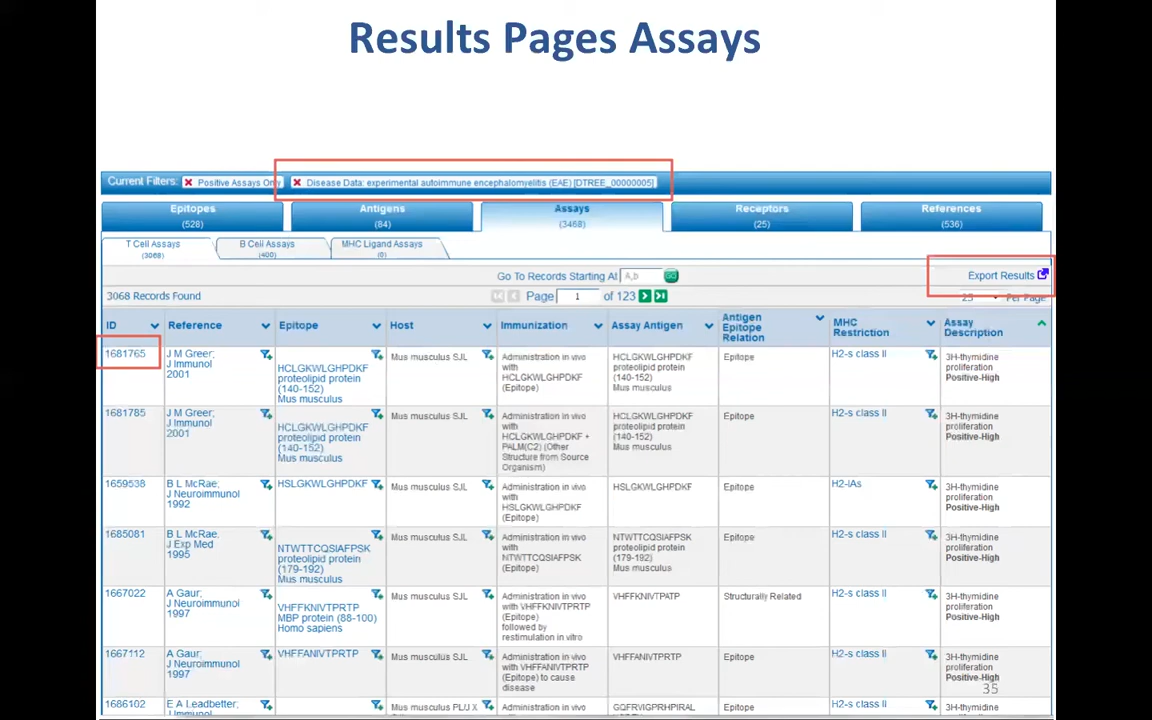 Results Pages Assays
Current Filters: Positive Assays Only Disease Data: experimental autoimmune encephalomyelitis (EAE) [DTREE_00000005]
Epitopes (528) Antigens (84) Assays (3468) Receptors (25) References (536)
T Cell Assays (3068) B Cell Assays (400) MHC Ligand Assays (0)
Go To Records Starting At A,b GO Export Results
3068 Records Found Page 1 of 123 25 Per Page
ID Reference Epitope Host Immunization Assay Antigen Antigen Epitope Relation MHC Restriction Assay Description
1681765
J M Greer;
J Immunol
2001
HCLGKWLGHPDKF
proteolipid protein
(140-152)
Mus musculus
Mus musculus SJL
Administration in vivo
with
HCLGKWLGHPDKF
(Epitope)
HCLGKWLGHPDKF
proteolipid protein
(140-152)
Mus musculus
Epitope
H2-s class II
3H-thymidine
proliferation
Positive-High
1681785
J M Greer;
J Immunol
2001
HCLGKWLGHPDKF
proteolipid protein
(140-152)
Mus musculus
Mus musculus SJL
Administration in vivo
with
HCLGKWLGHPDKF +
PALM(C2) (Other
Structure from Source
Organism)
HCLGKWLGHPDKF
proteolipid protein
(140-152)
Mus musculus
Epitope
H2-s class II
3H-thymidine
proliferation
Positive-High
1659538
B L McRae;
J Neuroimmunol
1992
HSLGKWLGHPDKF
Mus musculus SJL
Administration in vivo
with
HSLGKWLGHPDKF
(Epitope)
HSLGKWLGHPDKF
Epitope
H2-IAs
3H-thymidine
proliferation
Positive-High
1685081
B L McRae;
J Exp Med
1995
NTWTTCQSIAFPSK
proteolipid protein
(179-192)
Mus musculus
Mus musculus SJL
Administration in vivo
with
NTWTTCQSIAFPSK
(Epitope)
NTWTTCQSIAFPSK
proteolipid protein
(179-192)
Mus musculus
Epitope
H2-s class II
3H-thymidine
proliferation
Positive-High
1667022
A Gaur;
J Neuroimmunol
1997
VHFFKNIVTPRTP
MBP protein (88-100)
Homo sapiens
Mus musculus SJL
Administration in vivo
with VHFFKNIVTPRTP
(Epitope)
followed by
restimulation in vitro
VHFFKNIVTPATP
Structurally Related
H2-s class II
3H-thymidine
proliferation
Positive-High
1667112
A Gaur;
J Neuroimmunol
1997
VHFFANIVTPRTP
Mus musculus SJL
Administration in vivo
with VHFFANIVTPRTP
(Epitope) to cause
disease
VHFFANIVTPRTP
Epitope
H2-s class II
3H-thymidine
proliferation
Positive-High
35
1686102
E A Leadbetter;
J Immunol
Mus musculus PL/J X
Administration in vivo
GQFRVIGPRHPIRAL
Epitope
H2-s class II
3H-thymidine